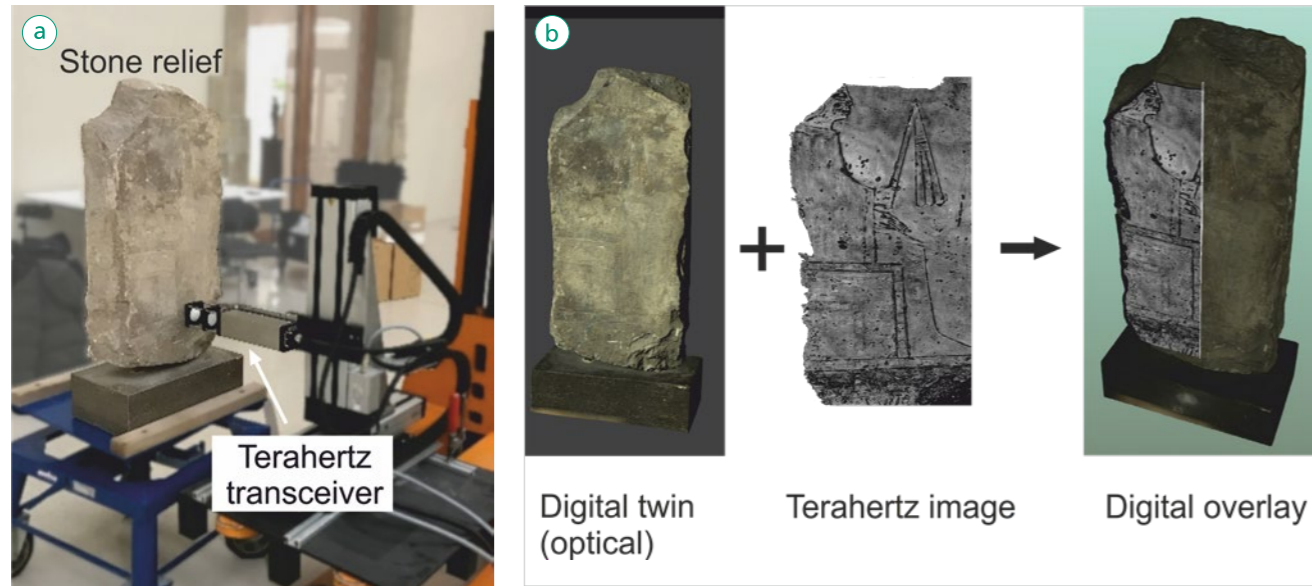 a
Stone relief
Terahertz
transceiver
b
Digital twin
(optical)
Terahertz image
Digital overlay